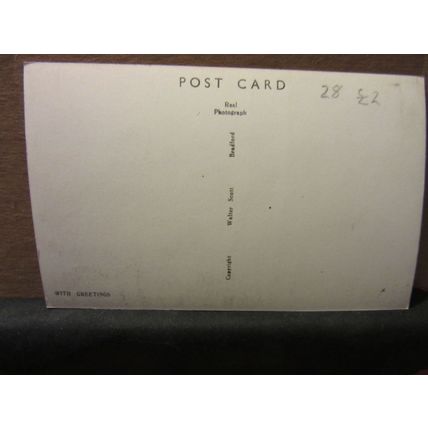 POST CARD
28 £2
Real
Photograph
Copyright Walter Scott Bradford
WITH GREETINGS